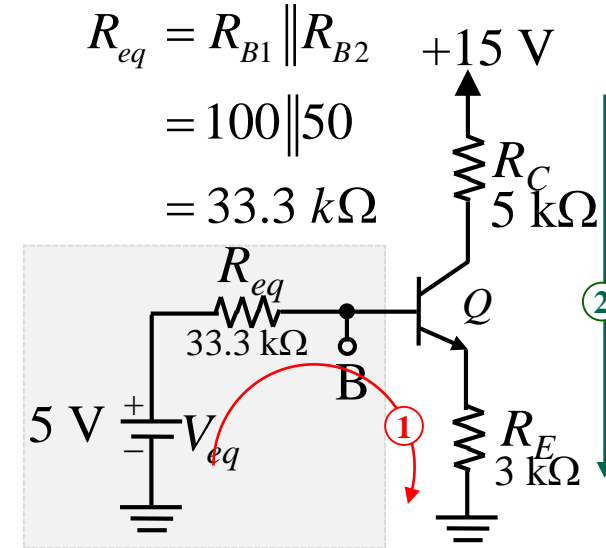 R_eq = R_B1 || R_B2
= 100 || 50
= 33.3 kΩ
+15 V
R_C
5 kΩ
R_eq
33.3 kΩ
B
Q
2
5 V
+
−
V_eq
1
R_E
3 kΩ